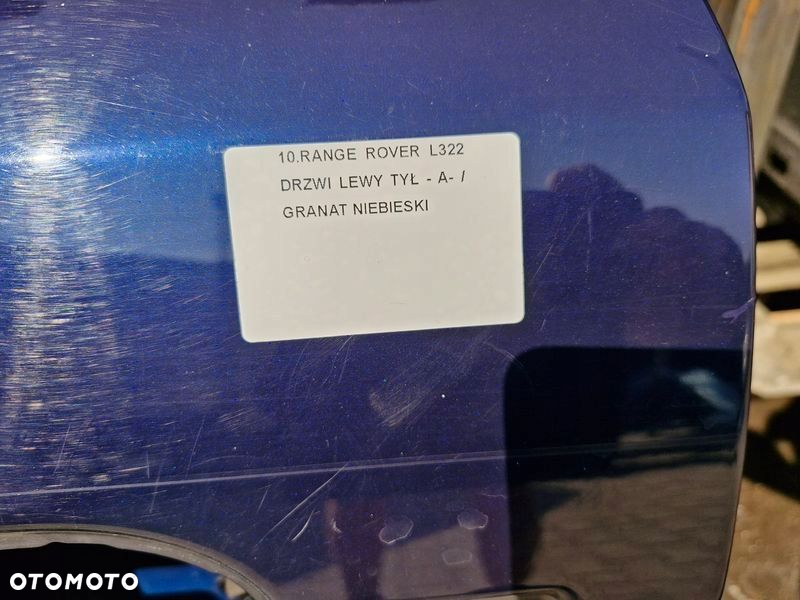 10.RANGE ROVER L322
DRZWI LEWY TYŁ - A- /
GRANAT NIEBIESKI
OTOMOTO